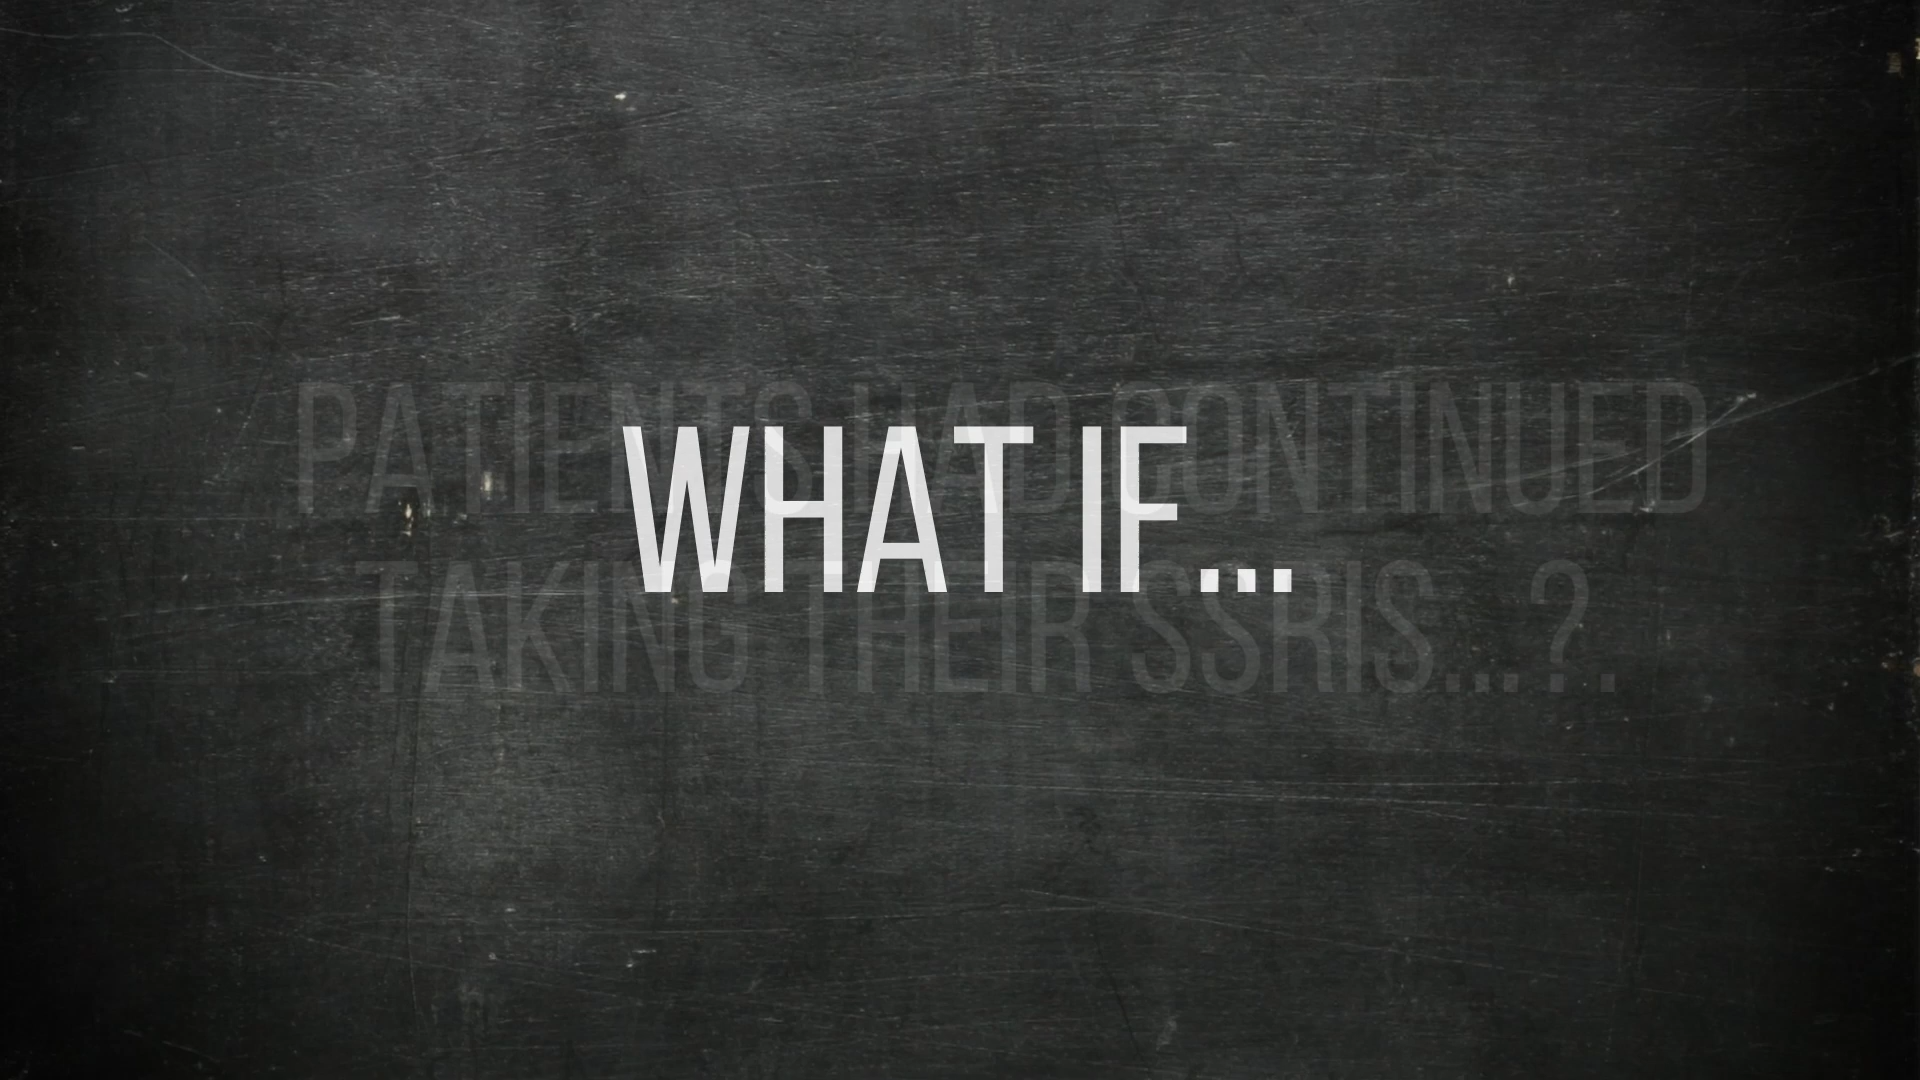 PATIENTS HAD CONTINUED
WHAT IF...
TAKING THEIR SSRIS...?.